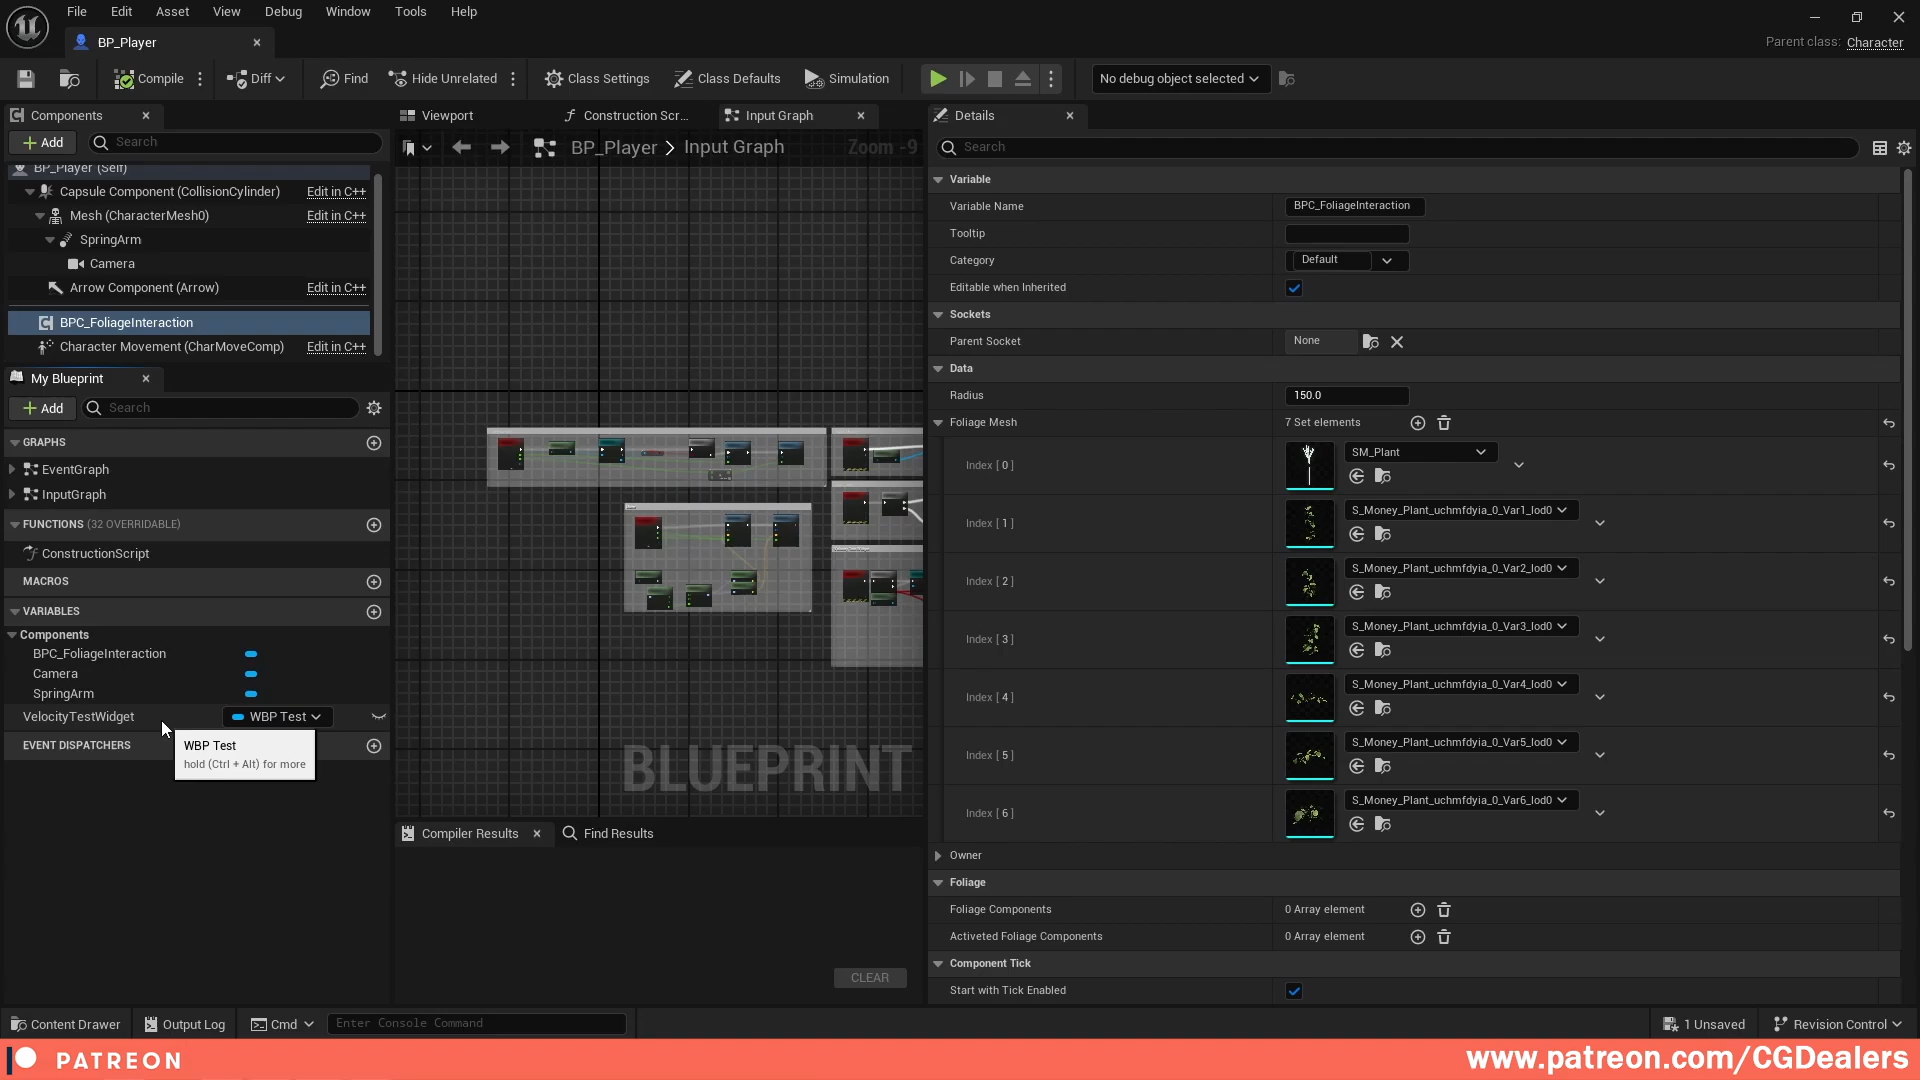 File Edit Asset View Debug Window Tools Help
BP_Player
Parent class: Character
Compile Diff Find Hide Unrelated Class Settings Class Defaults Simulation No debug object selected
Components
Add Search
BP_Player (Self)
Capsule Component (CollisionCylinder) Edit in C++
Mesh (CharacterMesh0) Edit in C++
SpringArm
Camera
Arrow Component (Arrow) Edit in C++
BPC_FoliageInteraction
Character Movement (CharMoveComp) Edit in C++
My Blueprint
Add Search
GRAPHS
EventGraph
InputGraph
FUNCTIONS (32 OVERRIDABLE)
ConstructionScript
MACROS
VARIABLES
Components
BPC_FoliageInteraction
Camera
SpringArm
VelocityTestWidget WBP Test
EVENT DISPATCHERS
WBP Test
hold (Ctrl + Alt) for more
Viewport Construction Scr... Input Graph
BP_Player > Input Graph Zoom -9
BLUEPRINT
Compiler Results Find Results
CLEAR
Details
Search
Variable
Variable Name BPC_FoliageInteraction
Tooltip
Category Default
Editable when Inherited
Sockets
Parent Socket None
Data
Radius 150.0
Foliage Mesh 7 Set elements
Index [ 0 ] SM_Plant
Index [ 1 ] S_Money_Plant_uchmfdyia_0_Var1_lod0
Index [ 2 ] S_Money_Plant_uchmfdyia_0_Var2_lod0
Index [ 3 ] S_Money_Plant_uchmfdyia_0_Var3_lod0
Index [ 4 ] S_Money_Plant_uchmfdyia_0_Var4_lod0
Index [ 5 ] S_Money_Plant_uchmfdyia_0_Var5_lod0
Index [ 6 ] S_Money_Plant_uchmfdyia_0_Var6_lod0
Owner
Foliage
Foliage Components 0 Array element
Activeted Foliage Components 0 Array element
Component Tick
Start with Tick Enabled
Content Drawer Output Log Cmd Enter Console Command 1 Unsaved Revision Control
PATREON www.patreon.com/CGDealers